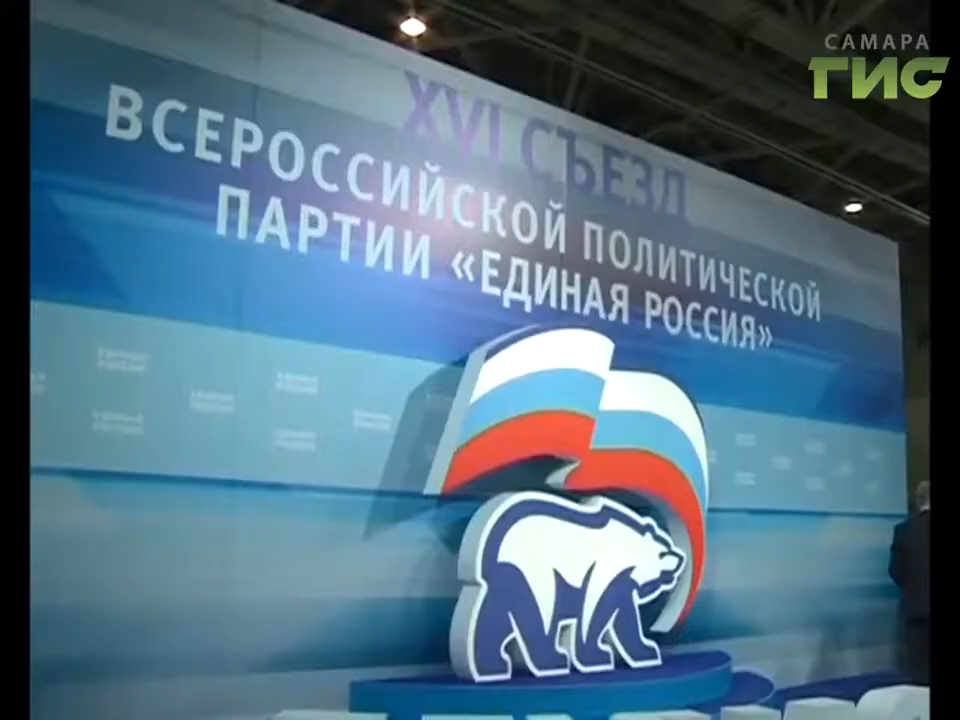 САМАРА
ГИС
XVI СЪЕЗД
ВСЕРОССИЙСКОЙ ПОЛИТИЧЕСКОЙ
ПАРТИИ «ЕДИНАЯ РОССИЯ»